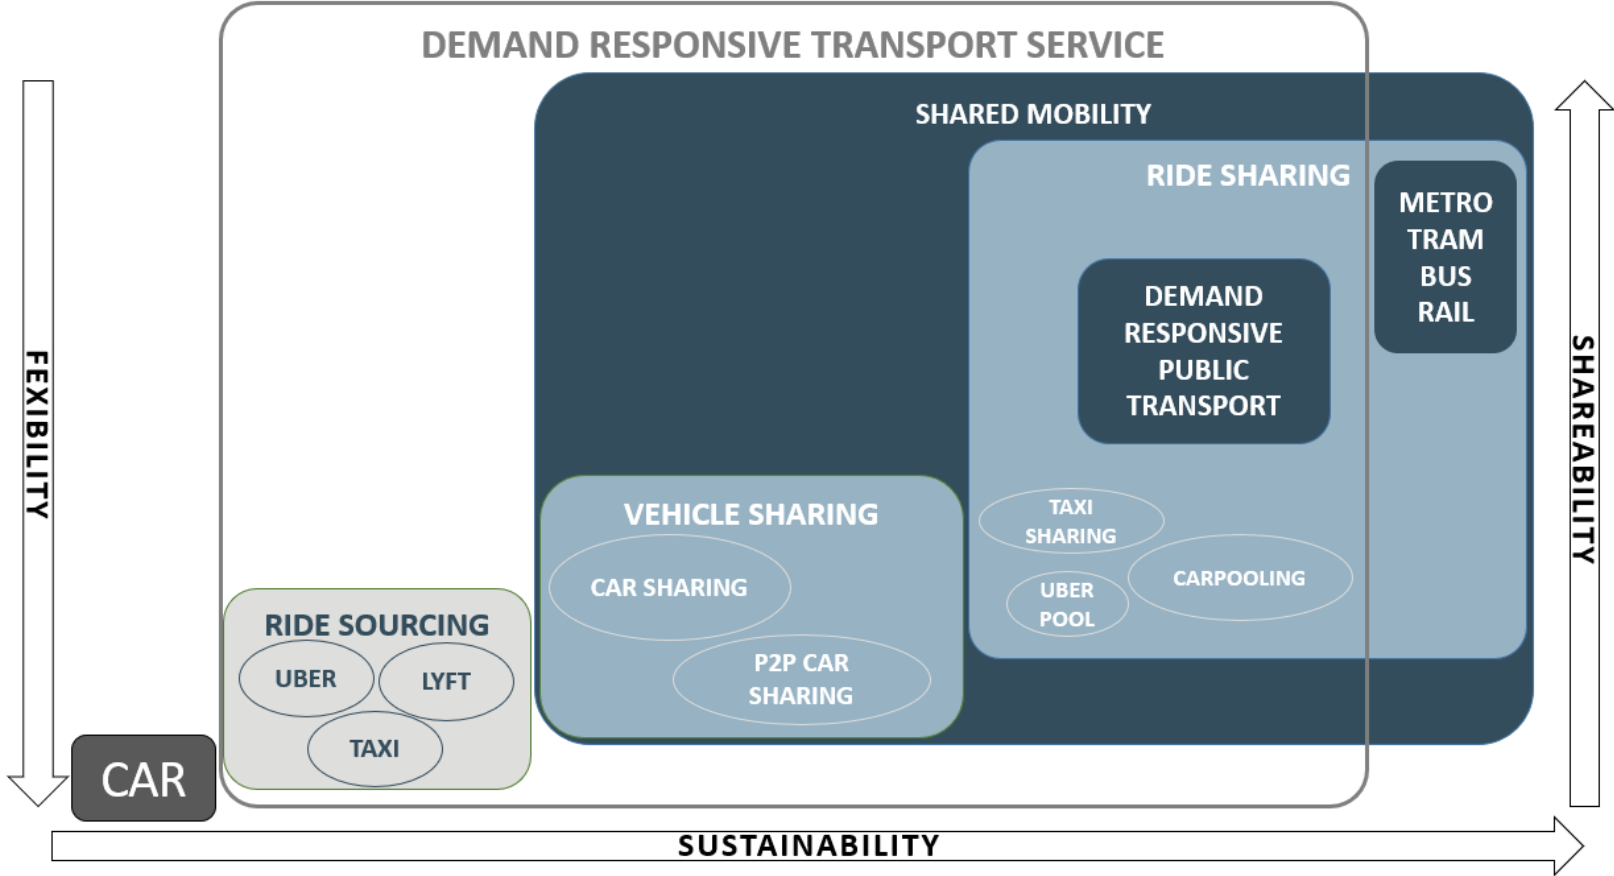 DEMAND RESPONSIVE TRANSPORT SERVICE
SHARED MOBILITY
RIDE SHARING
METRO
TRAM
BUS
RAIL
DEMAND
RESPONSIVE
PUBLIC
TRANSPORT
FEXIBILITY
SHAREABILITY
VEHICLE SHARING
CAR SHARING
P2P CAR
SHARING
TAXI
SHARING
CARPOOLING
UBER
POOL
RIDE SOURCING
UBER
LYFT
TAXI
CAR
SUSTAINABILITY